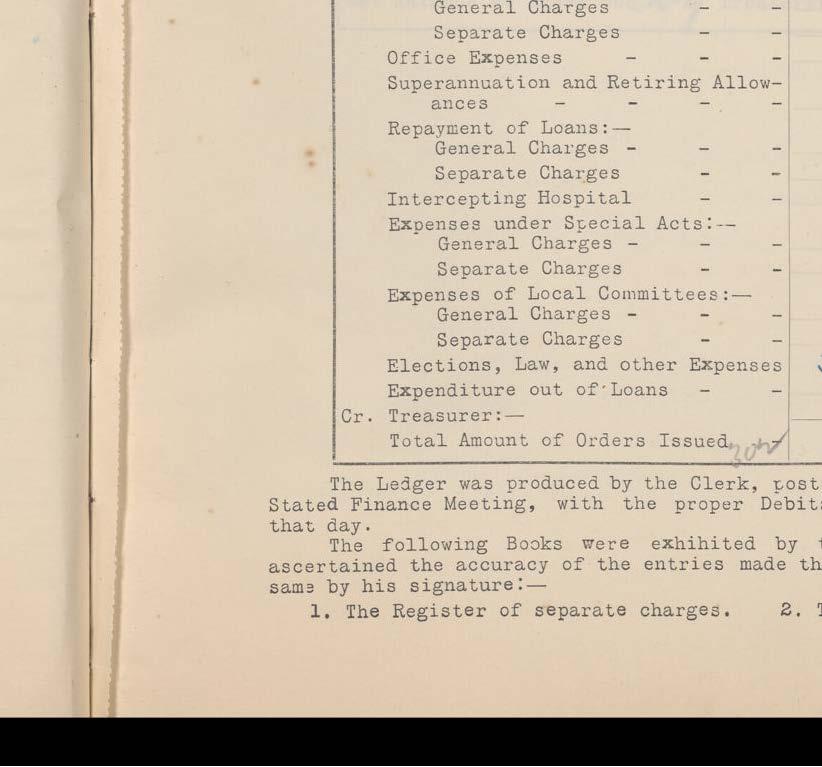 General Charges - -
Separate Charges - -
Office Expenses - - -
Superannuation and Retiring Allow-
ances - - - -
Repayment of Loans:—
General Charges - - -
Separate Charges - -
Intercepting Hospital - -
Expenses under Special Acts:--
General Charges - - -
Separate Charges - -
Expenses of Local Committees:—
General Charges - - -
Separate Charges - -
Elections, Law, and other Expenses
Expenditure out of Loans - -
Cr. Treasurer:—
Total Amount of Orders Issued
The Ledger was produced by the Clerk, post
Stated Finance Meeting, with the proper Debit
that day.
The following Books were exhihited by t
ascertained the accuracy of the entries made th
same by his signature:—
1. The Register of separate charges. 2. T